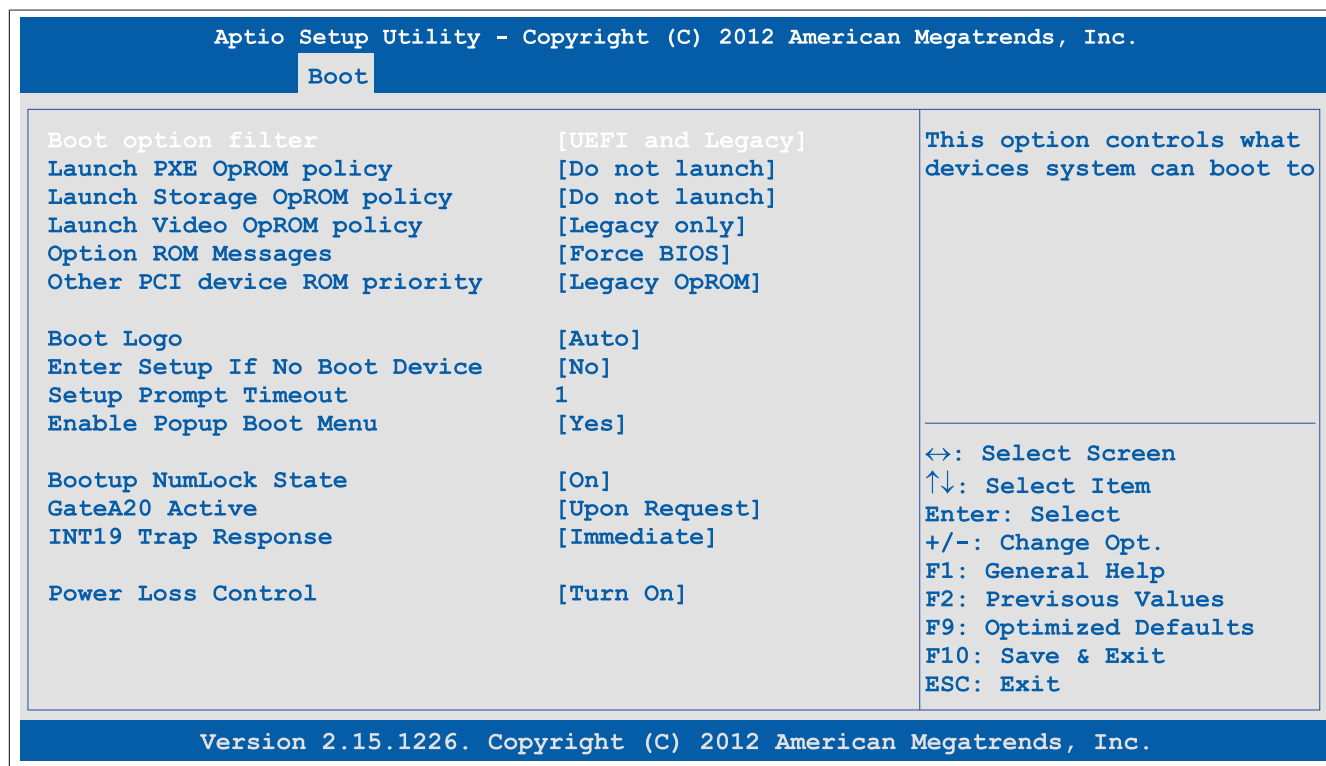 Aptio Setup Utility - Copyright (C) 2012 American Megatrends, Inc.
Boot
Boot option filter [UEFI and Legacy]
Launch PXE OpROM policy [Do not launch]
Launch Storage OpROM policy [Do not launch]
Launch Video OpROM policy [Legacy only]
Option ROM Messages [Force BIOS]
Other PCI device ROM priority [Legacy OpROM]
Boot Logo [Auto]
Enter Setup If No Boot Device [No]
Setup Prompt Timeout 1
Enable Popup Boot Menu [Yes]
Bootup NumLock State [On]
GateA20 Active [Upon Request]
INT19 Trap Response [Immediate]
Power Loss Control [Turn On]
This option controls what
devices system can boot to
↔: Select Screen
↑↓: Select Item
Enter: Select
+/-: Change Opt.
F1: General Help
F2: Previsous Values
F9: Optimized Defaults
F10: Save & Exit
ESC: Exit
Version 2.15.1226. Copyright (C) 2012 American Megatrends, Inc.